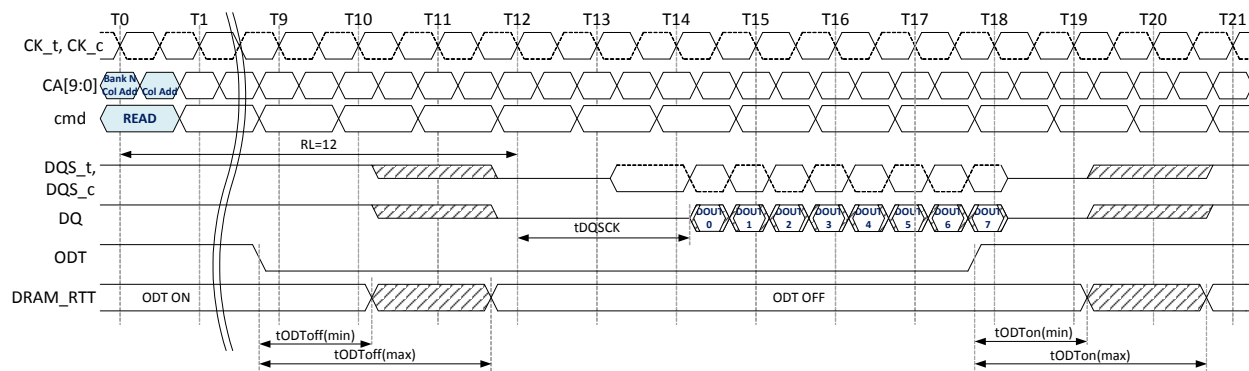 T0 T1 T9 T10 T11 T12 T13 T14 T15 T16 T17 T18 T19 T20 T21
CK_t, CK_c
CA[9:0] Bank N Col Add Col Add
cmd READ
RL=12
DQS_t,
DQS_c
DQ DOUT 0 DOUT 1 DOUT 2 DOUT 3 DOUT 4 DOUT 5 DOUT 6 DOUT 7
tDQSCK
ODT
DRAM_RTT ODT ON ODT OFF
tODToff(min) tODTon(min)
tODToff(max) tODTon(max)